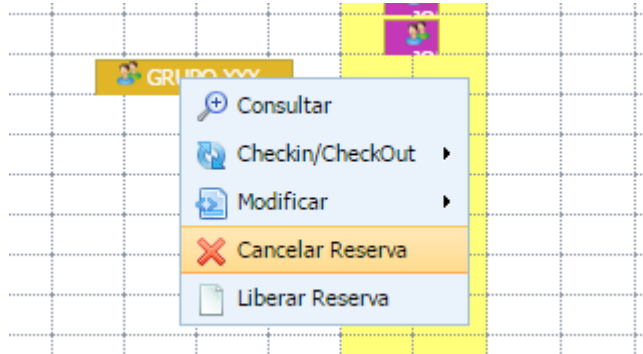 GRUPO XXX
Consultar
Checkin/CheckOut
Modificar
Cancelar Reserva
Liberar Reserva